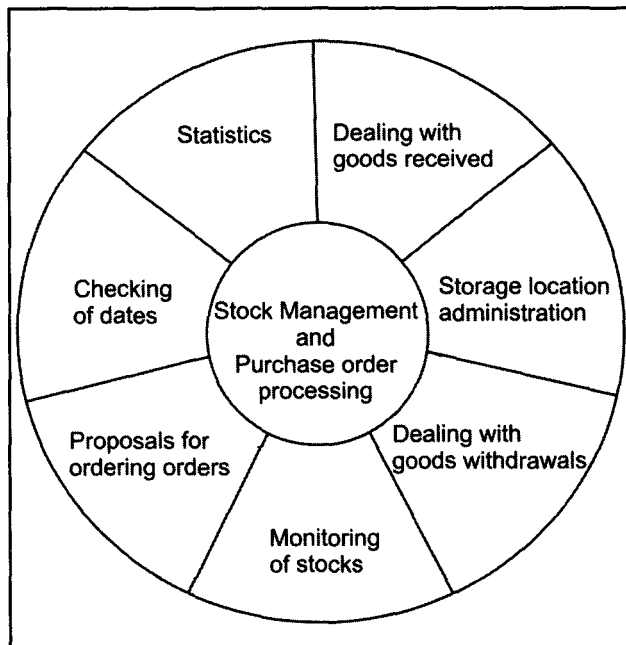 Statistics
Dealing with
goods received
Storage location
administration
Dealing with
goods withdrawals
Monitoring
of stocks
Proposals for
ordering orders
Checking
of dates
Stock Management
and
Purchase order
processing